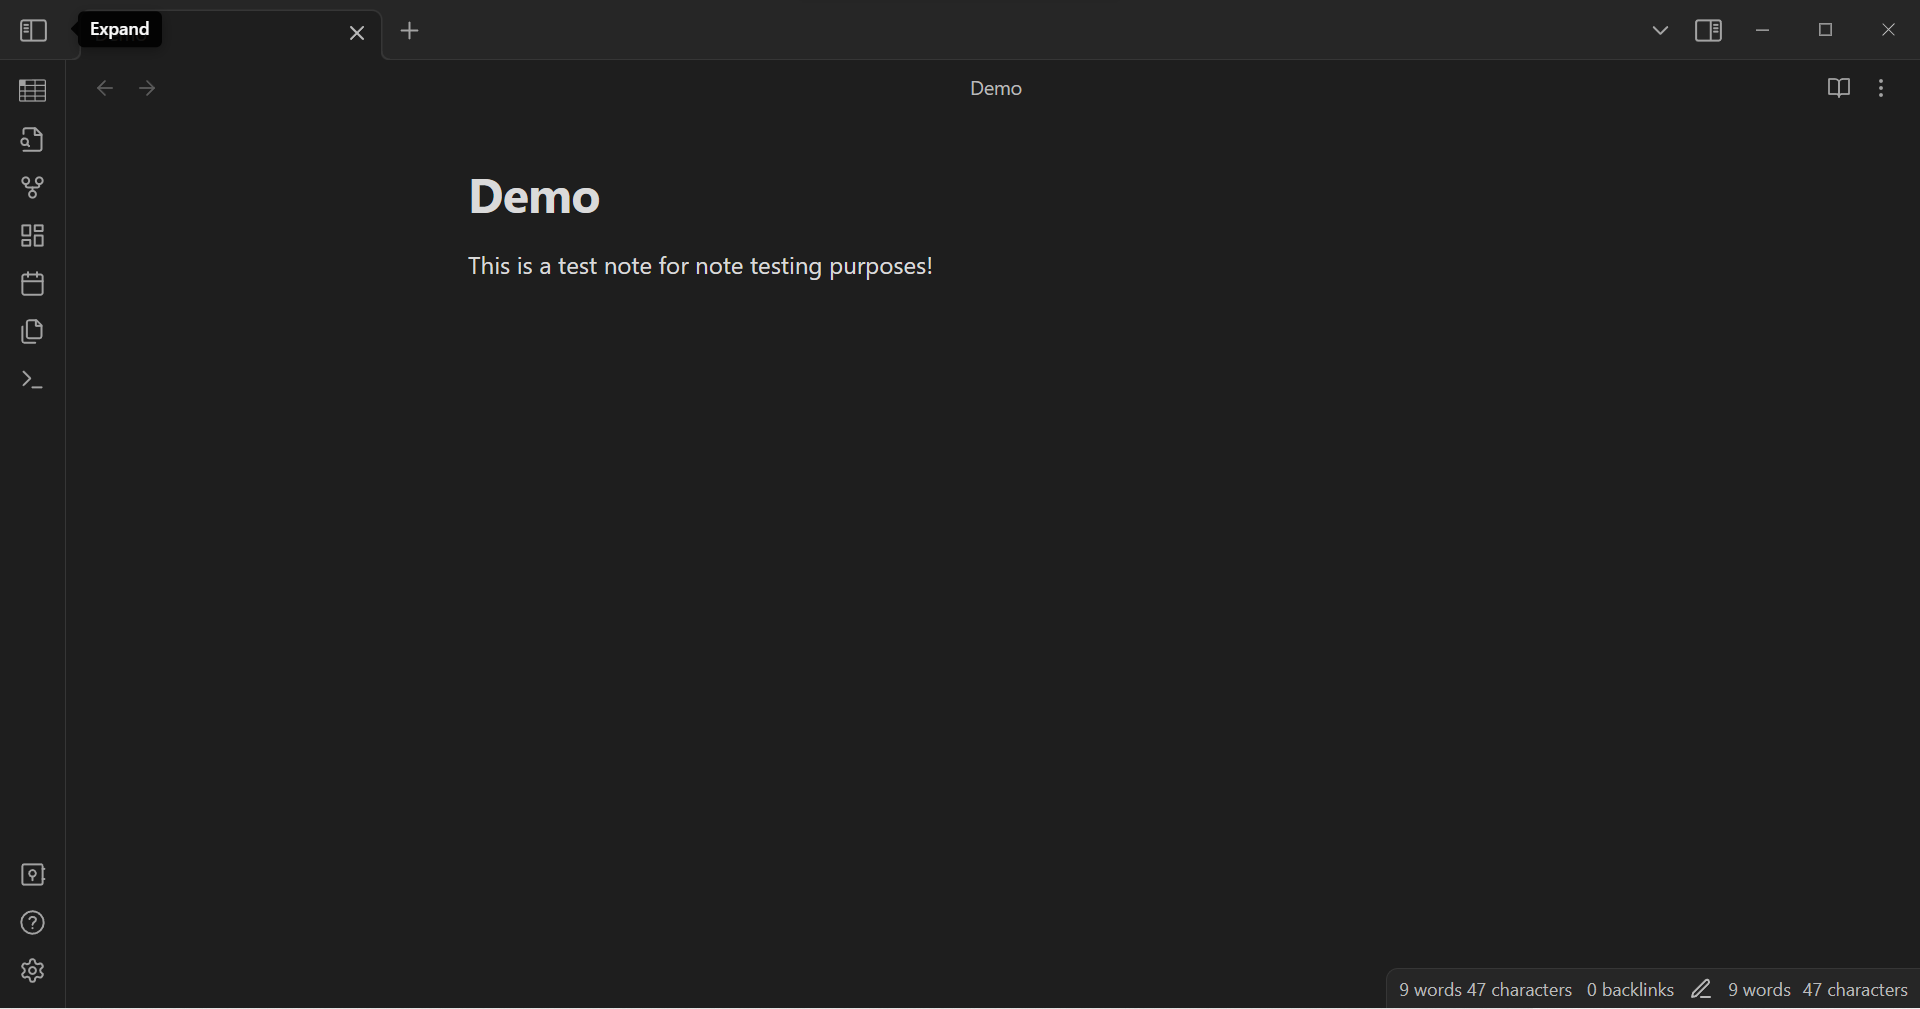 Expand
Demo
Demo
This is a test note for note testing purposes!
9 words 47 characters 0 backlinks 9 words 47 characters